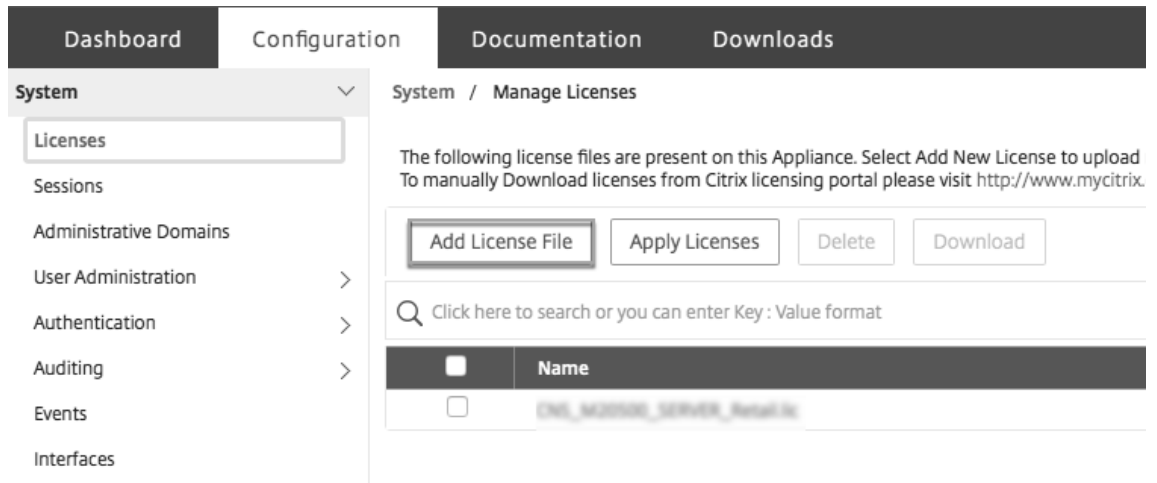 Dashboard
Configuration
Documentation
Downloads
System
Licenses
Sessions
Administrative Domains
User Administration
Authentication
Auditing
Events
Interfaces
System / Manage Licenses
The following license files are present on this Appliance. Select Add New License to upload
To manually Download licenses from Citrix licensing portal please visit http://www.mycitrix.
Add License File
Apply Licenses
Delete
Download
Click here to search or you can enter Key : Value format
Name